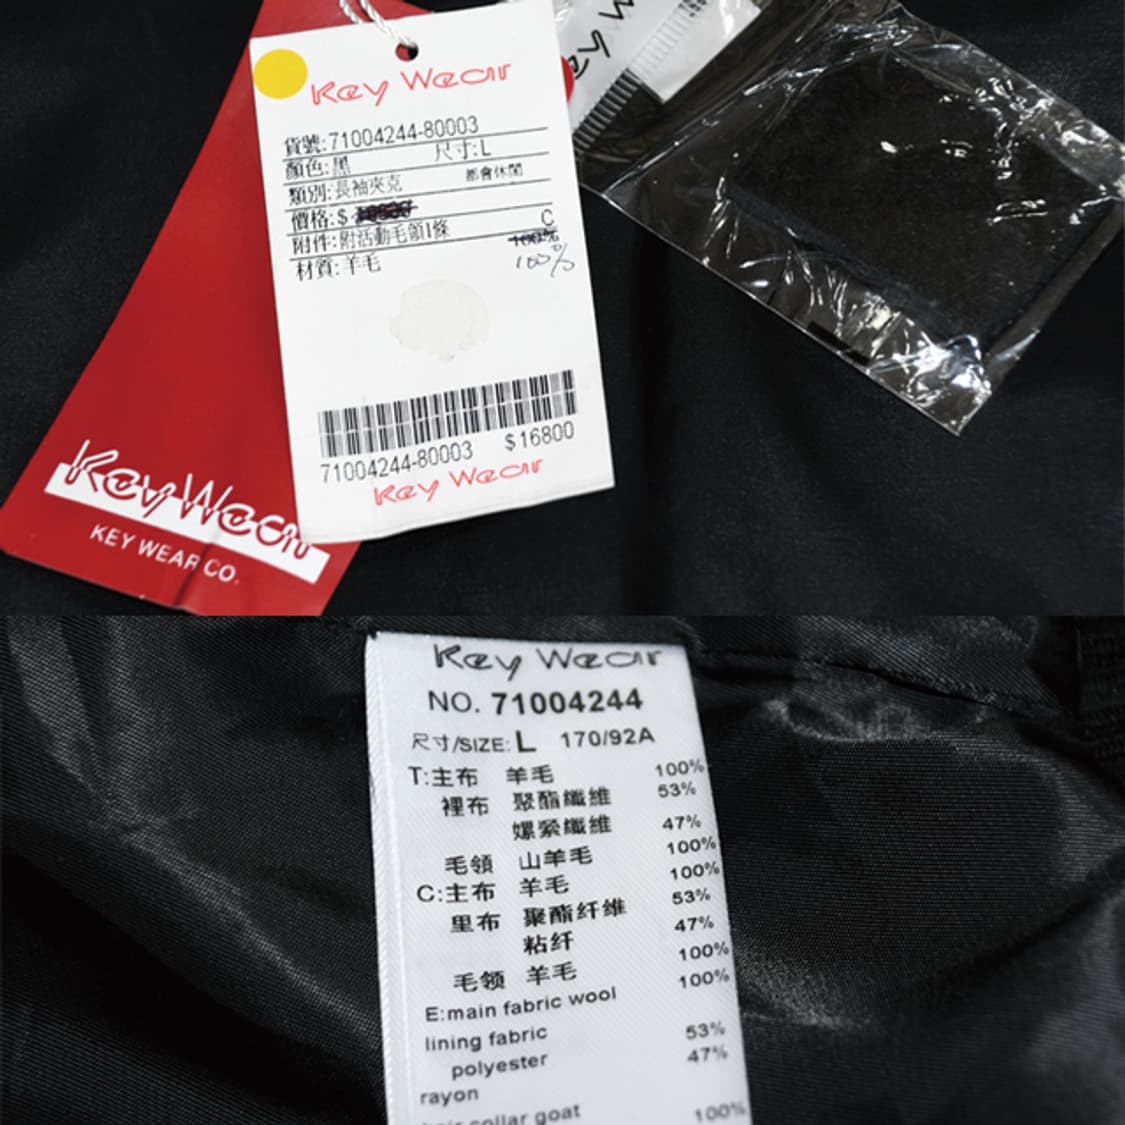 Key Wear
貨號:71004244-80003
顏色:黑 尺寸:L
類別:長袖夾克 都會休閒
價格:$
附件:附活動毛領1條 C
材質:羊毛 100%
100%
71004244-80003 $16800
Key Wear
Key Wear
KEY WEAR CO.
Key Wear
NO. 71004244
尺寸/SIZE: L 170/92A
T:主布 羊毛 100%
裡布 聚酯纖維 53%
嫘縈纖維 47%
毛領 山羊毛 100%
C:主布 羊毛 100%
里布 聚酯纤维 53%
粘纤 47%
毛领 羊毛 100%
E:main fabric wool 100%
lining fabric
polyester 53%
rayon 47%
hair collar goat 100%